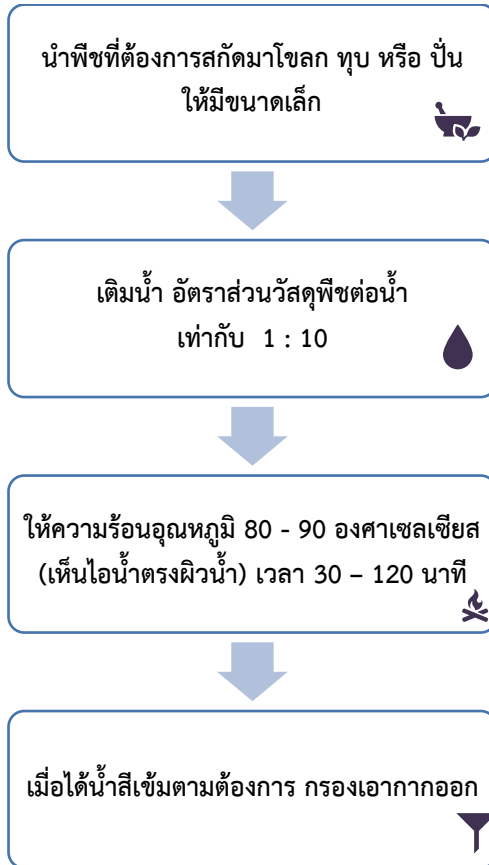 นำพืชที่ต้องการสกัดมาโขลก ทุบ หรือ ปั่น
ให้มีขนาดเล็ก
เติมน้ำ อัตราส่วนวัสดุพืชต่อน้ำ
เท่ากับ 1 : 10
ให้ความร้อนอุณหภูมิ 80 - 90 องศาเซลเซียส
(เห็นไอน้ำตรงผิวน้ำ) เวลา 30 – 120 นาที
เมื่อได้น้ำสีเข้มตามต้องการ กรองเอากากออก